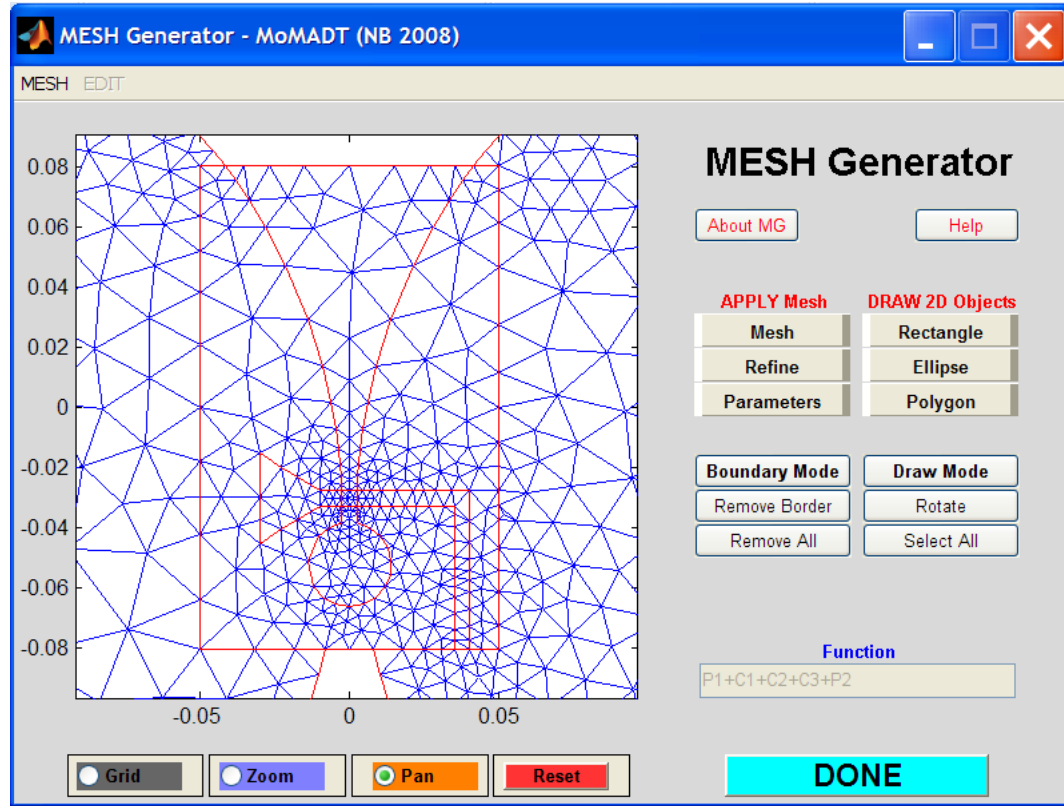 MESH Generator - MoMADT (NB 2008)
MESH EDIT
MESH Generator
About MG Help
APPLY Mesh DRAW 2D Objects
Mesh Rectangle
Refine Ellipse
Parameters Polygon
Boundary Mode Draw Mode
Remove Border Rotate
Remove All Select All
Function
P1+C1+C2+C3+P2
0.08
0.06
0.04
0.02
0
-0.02
-0.04
-0.06
-0.08
-0.05 0 0.05
Grid Zoom Pan Reset DONE